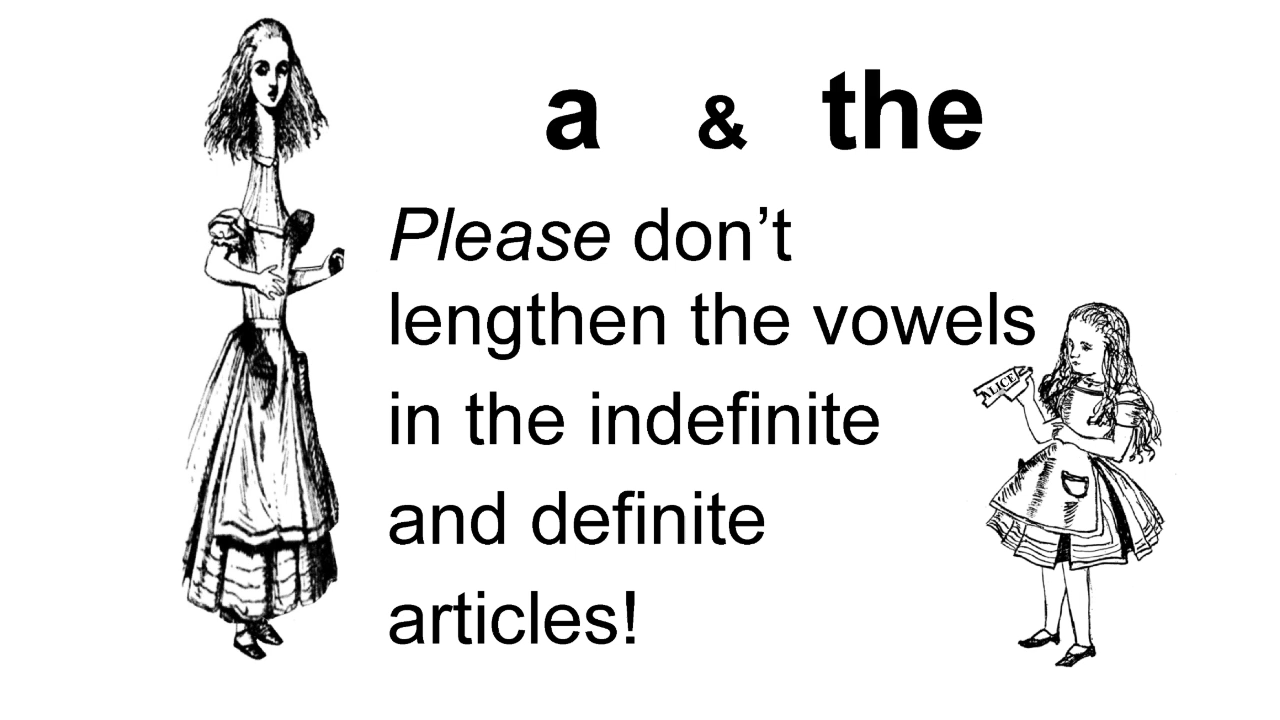 a & the
Please don’t
lengthen the vowels
ALICE
in the indefinite
and definite
articles!